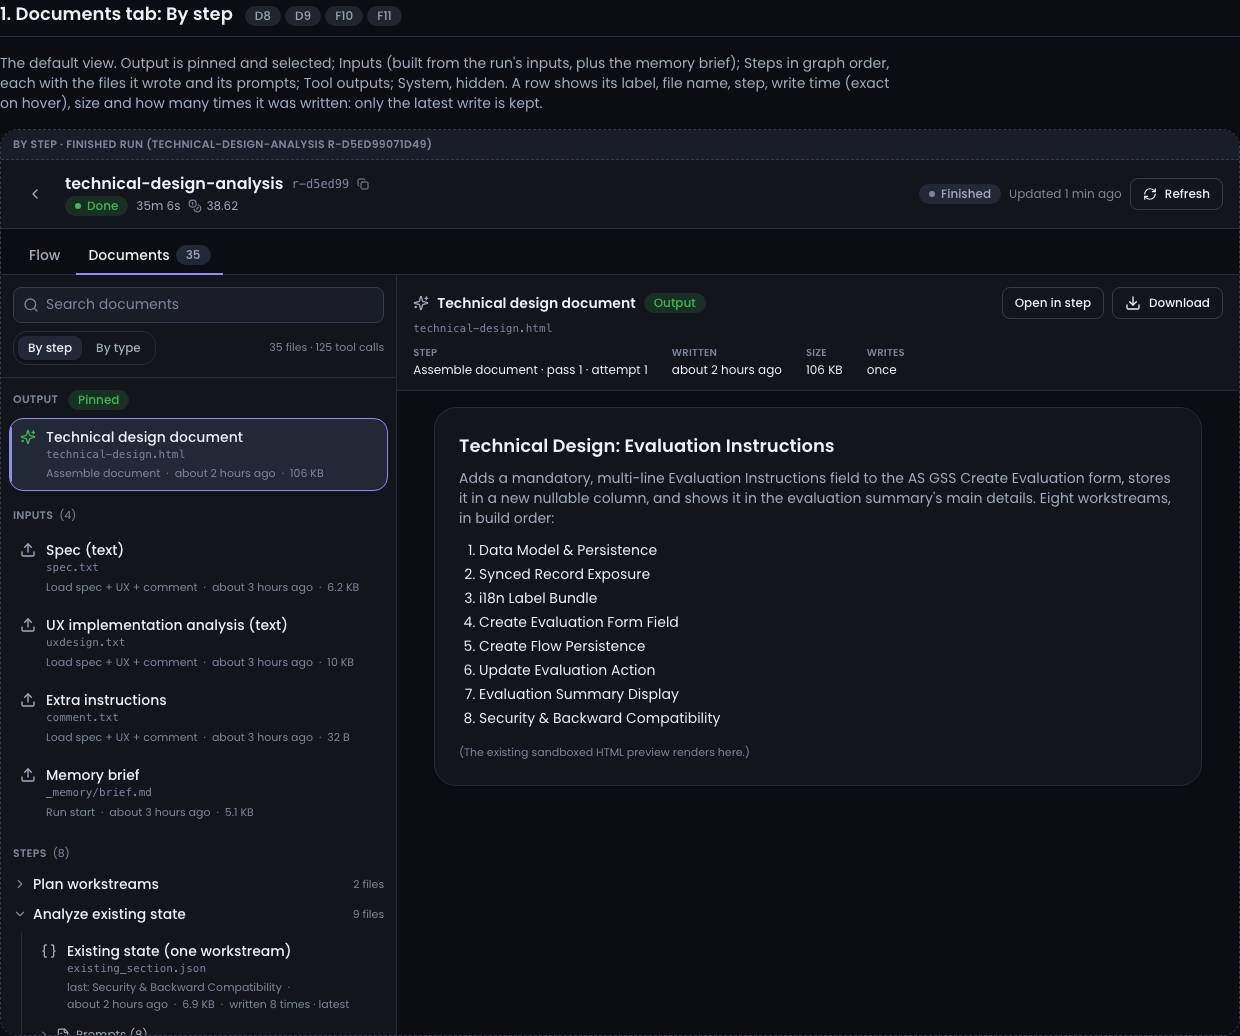 1. Documents tab: By step D8 D9 F10 F11
The default view. Output is pinned and selected; Inputs (built from the run's inputs, plus the memory brief); Steps in graph order,
each with the files it wrote and its prompts; Tool outputs; System, hidden. A row shows its label, file name, step, write time (exact
on hover), size and how many times it was written: only the latest write is kept.
BY STEP · FINISHED RUN (TECHNICAL-DESIGN-ANALYSIS R-D5ED99071D49)
technical-design-analysis r-d5ed99
Done 35m 6s 38.62
Finished Updated 1 min ago Refresh
Flow Documents 35
Search documents
By step By type 35 files · 125 tool calls
OUTPUT Pinned
Technical design document
technical-design.html
Assemble document · about 2 hours ago · 106 KB
INPUTS (4)
Spec (text)
spec.txt
Load spec + UX + comment · about 3 hours ago · 6.2 KB
UX implementation analysis (text)
uxdesign.txt
Load spec + UX + comment · about 3 hours ago · 10 KB
Extra instructions
comment.txt
Load spec + UX + comment · about 3 hours ago · 32 B
Memory brief
_memory/brief.md
Run start · about 3 hours ago · 5.1 KB
STEPS (8)
Plan workstreams 2 files
Analyze existing state 9 files
Existing state (one workstream)
existing_section.json
last: Security & Backward Compatibility ·
about 2 hours ago · 6.9 KB · written 8 times · latest
Prompts (8)
Technical design document Output
Open in step Download
technical-design.html
STEP WRITTEN SIZE WRITES
Assemble document · pass 1 · attempt 1 about 2 hours ago 106 KB once
Technical Design: Evaluation Instructions
Adds a mandatory, multi-line Evaluation Instructions field to the AS GSS Create Evaluation form, stores
it in a new nullable column, and shows it in the evaluation summary's main details. Eight workstreams,
in build order:
1. Data Model & Persistence
2. Synced Record Exposure
3. i18n Label Bundle
4. Create Evaluation Form Field
5. Create Flow Persistence
6. Update Evaluation Action
7. Evaluation Summary Display
8. Security & Backward Compatibility
(The existing sandboxed HTML preview renders here.)